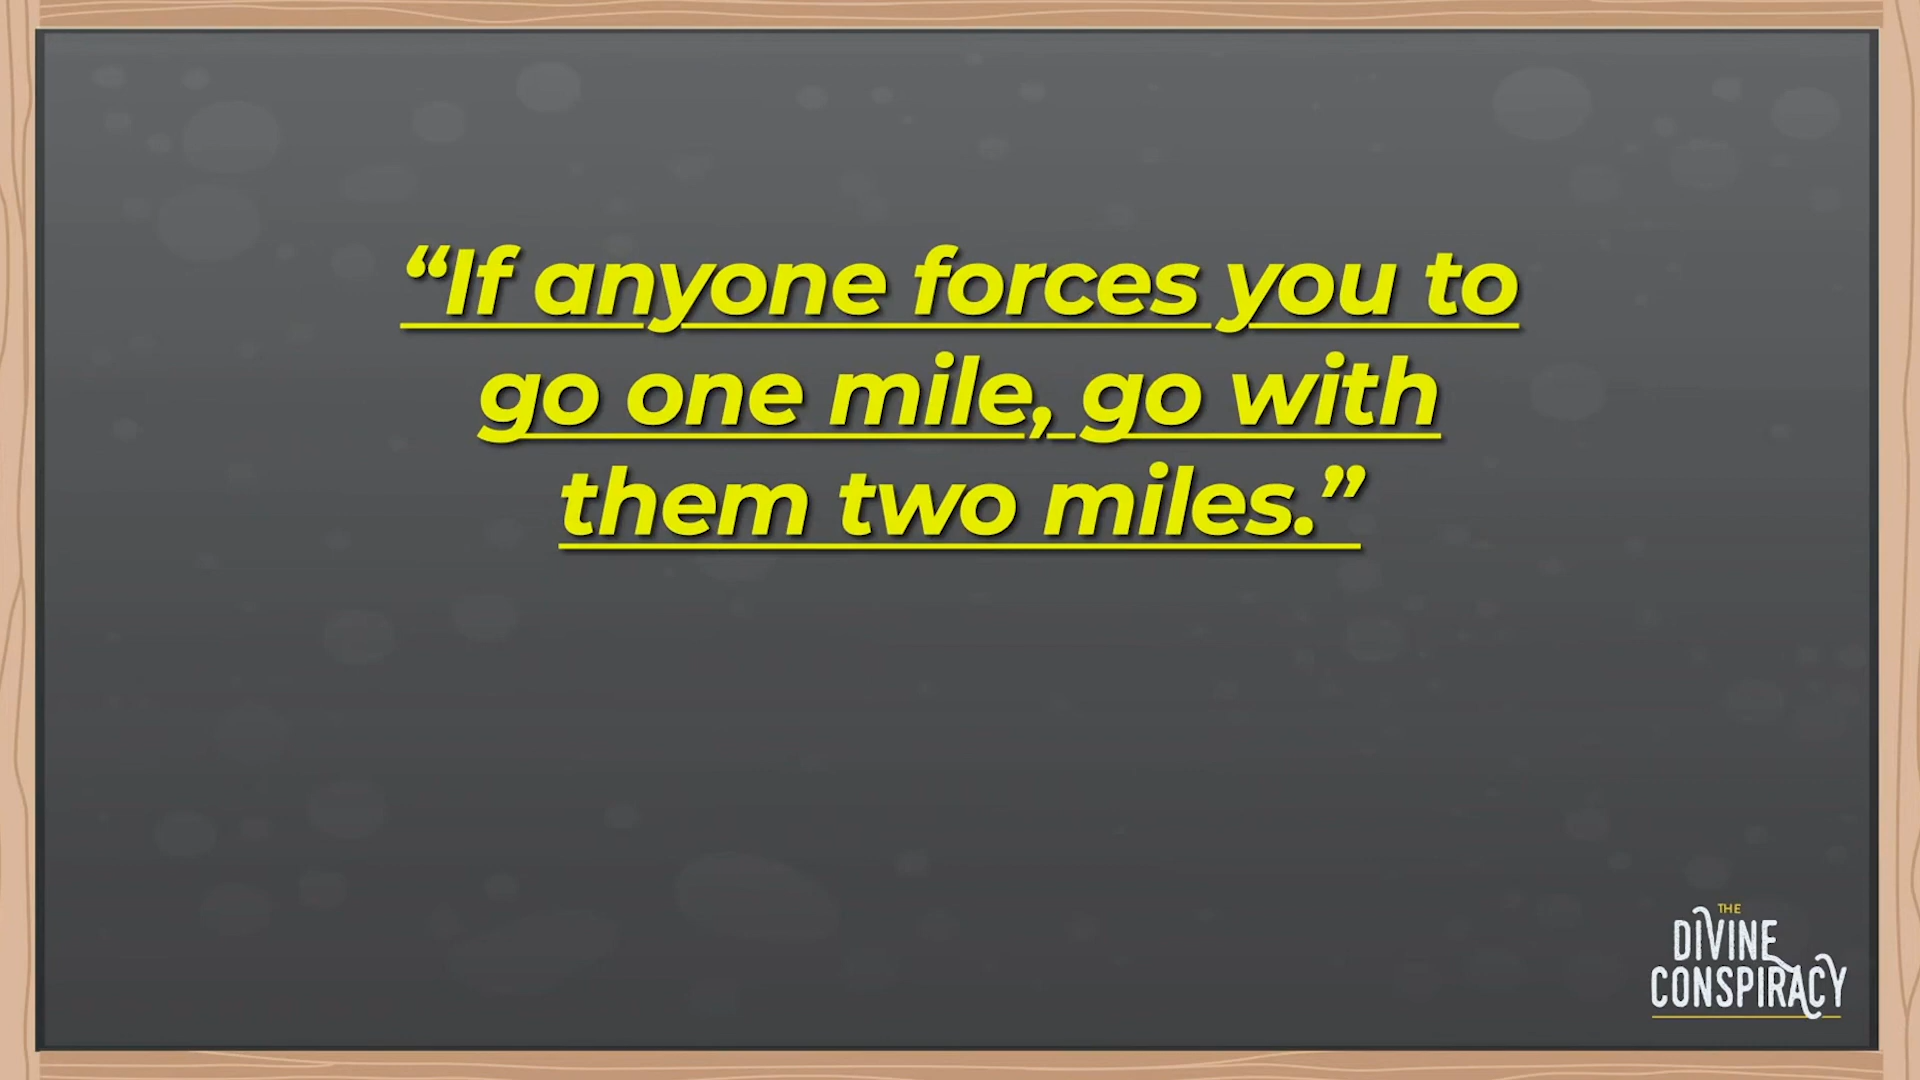 “If anyone forces you to
go one mile, go with
them two miles.”
THE
DIVINE
CONSPIRACY